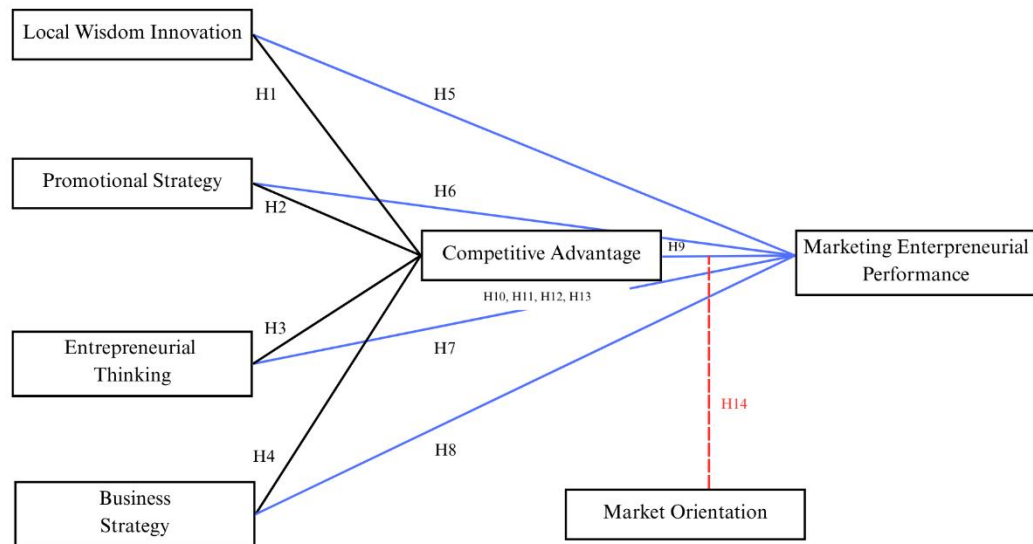 Local Wisdom Innovation
H1
H5
Promotional Strategy
H2
H6
Competitive Advantage
H9
Marketing Enterpreneurial
Performance
H10, H11, H12, H13
H3
Entrepreneurial
Thinking
H7
H14
H4
H8
Business
Strategy
Market Orientation